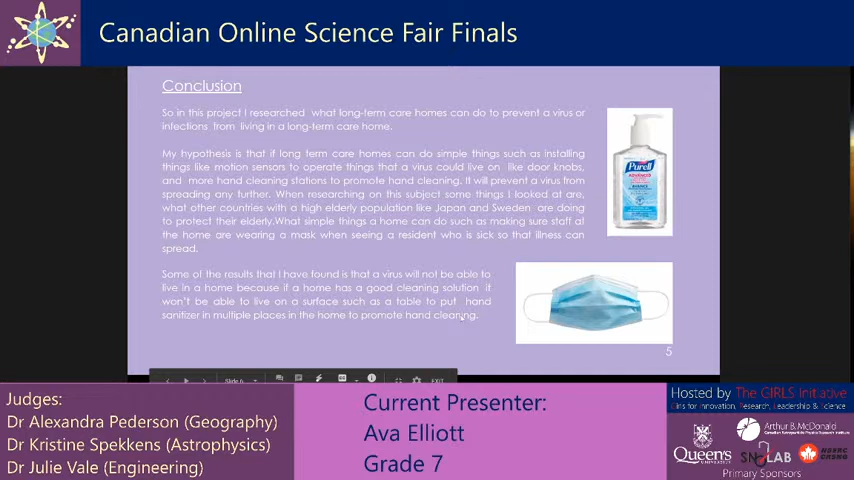 Canadian Online Science Fair Finals
Conclusion
So in this project I researched what long-term care homes can do to prevent a virus or
infections from living in a long-term care home.
My hypothesis is that if long term care homes can do simple things such as installing
things like motion sensors to operate things that a virus could live on like door knobs,
and more hand cleaning stations to promote hand cleaning. It will prevent a virus from
spreading any further. When researching on this subject some things I looked at are,
what other countries with a high elderly population like Japan and Sweden are doing
to protect their elderly.What simple things a home can do such as making sure staff at
the home are wearing a mask when seeing a resident who is sick so that illness can
spread.
Some of the results that I have found is that a virus will not be able to
live in a home because if a home has a good cleaning solution it
won't be able to live on a surface such as a table to put hand
sanitizer in multiple places in the home to promote hand cleaning.
PURELL
ADVANCED
5
Slide 6
EXIT
Judges:
Dr Alexandra Pederson (Geography)
Dr Kristine Spekkens (Astrophysics)
Dr Julie Vale (Engineering)
Current Presenter:
Ava Elliott
Grade 7
Hosted by The GIRLS Initiative
Girls for Innovation, Research, Leadership & Science
Arthur B. McDonald
Queen's
UNIVERSITY
SNOLAB
NSERC
CRSNG
Primary Sponsors